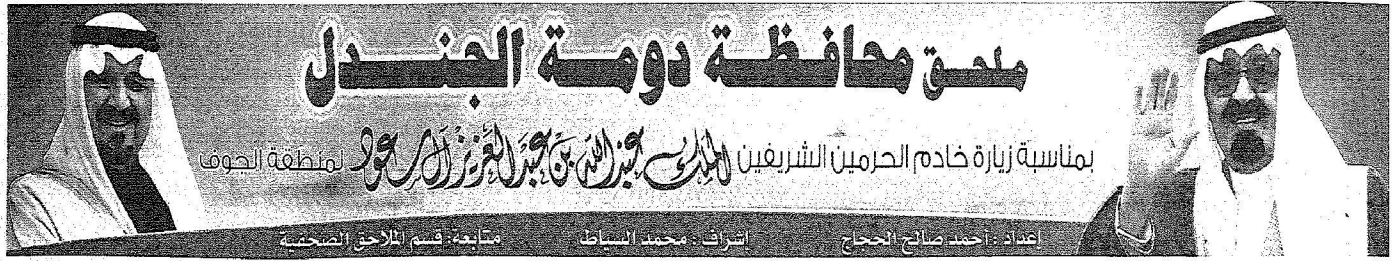 ملحق محافظة دومة الجندل
بمناسبة زيارة خادم الحرمين الشريفين الملك عبدالله بن عبدالعزيز آل سعود لمنطقة الجوف
إعداد : أحمد صالح الحجاج إشراف : محمد السياط متابعة : قسم الملاحق الصحفية